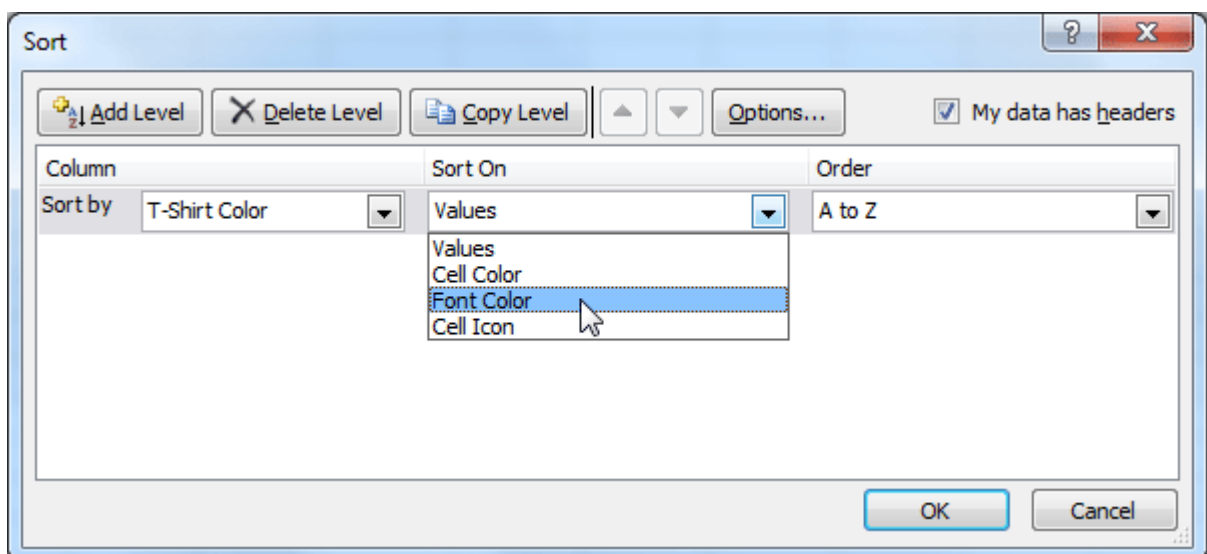 Sort
Add Level Delete Level Copy Level Options... My data has headers
Column Sort On Order
Sort by T-Shirt Color Values A to Z
Values
Cell Color
Font Color
Cell Icon
OK Cancel